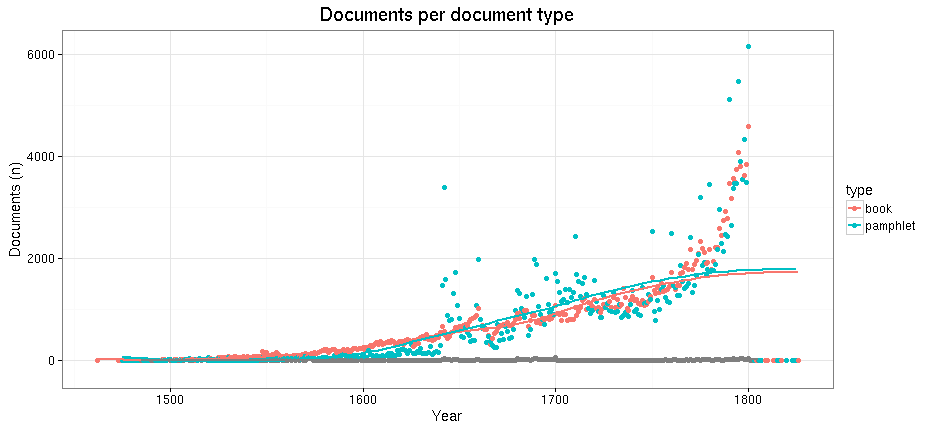 Documents per document type
6000
4000
2000
0
Documents (n)
1500
1600
1700
1800
Year
type
book
pamphlet